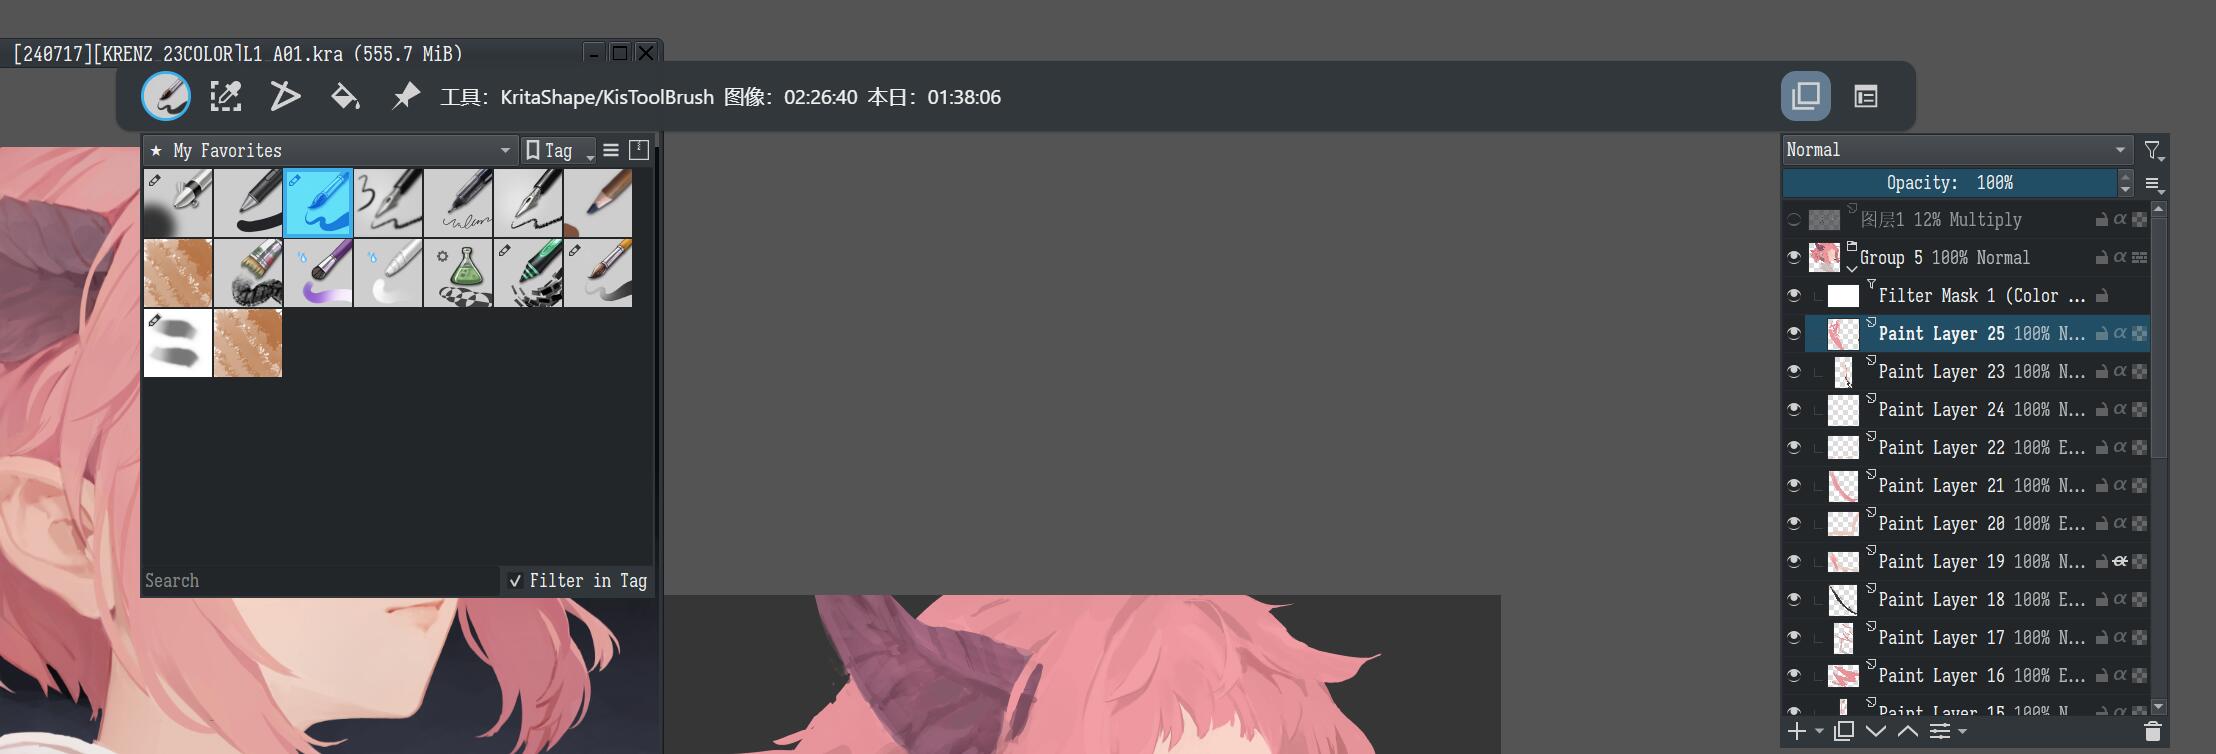 [240717][KRENZ_23COLOR]L1_A01.kra (555.7 MiB)
工具: KritaShape/KisToolBrush 图像: 02:26:40 本日: 01:38:06
★ My Favorites
Tag
Search
✓ Filter in Tag
Normal
Opacity: 100%
图层1 12% Multiply
Group 5 100% Normal
Filter Mask 1 (Color ...
Paint Layer 25 100% N...
Paint Layer 23 100% N...
Paint Layer 24 100% N...
Paint Layer 22 100% E...
Paint Layer 21 100% N...
Paint Layer 20 100% E...
Paint Layer 19 100% N...
Paint Layer 18 100% E...
Paint Layer 17 100% N...
Paint Layer 16 100% E...
Paint Layer 15 100% N...